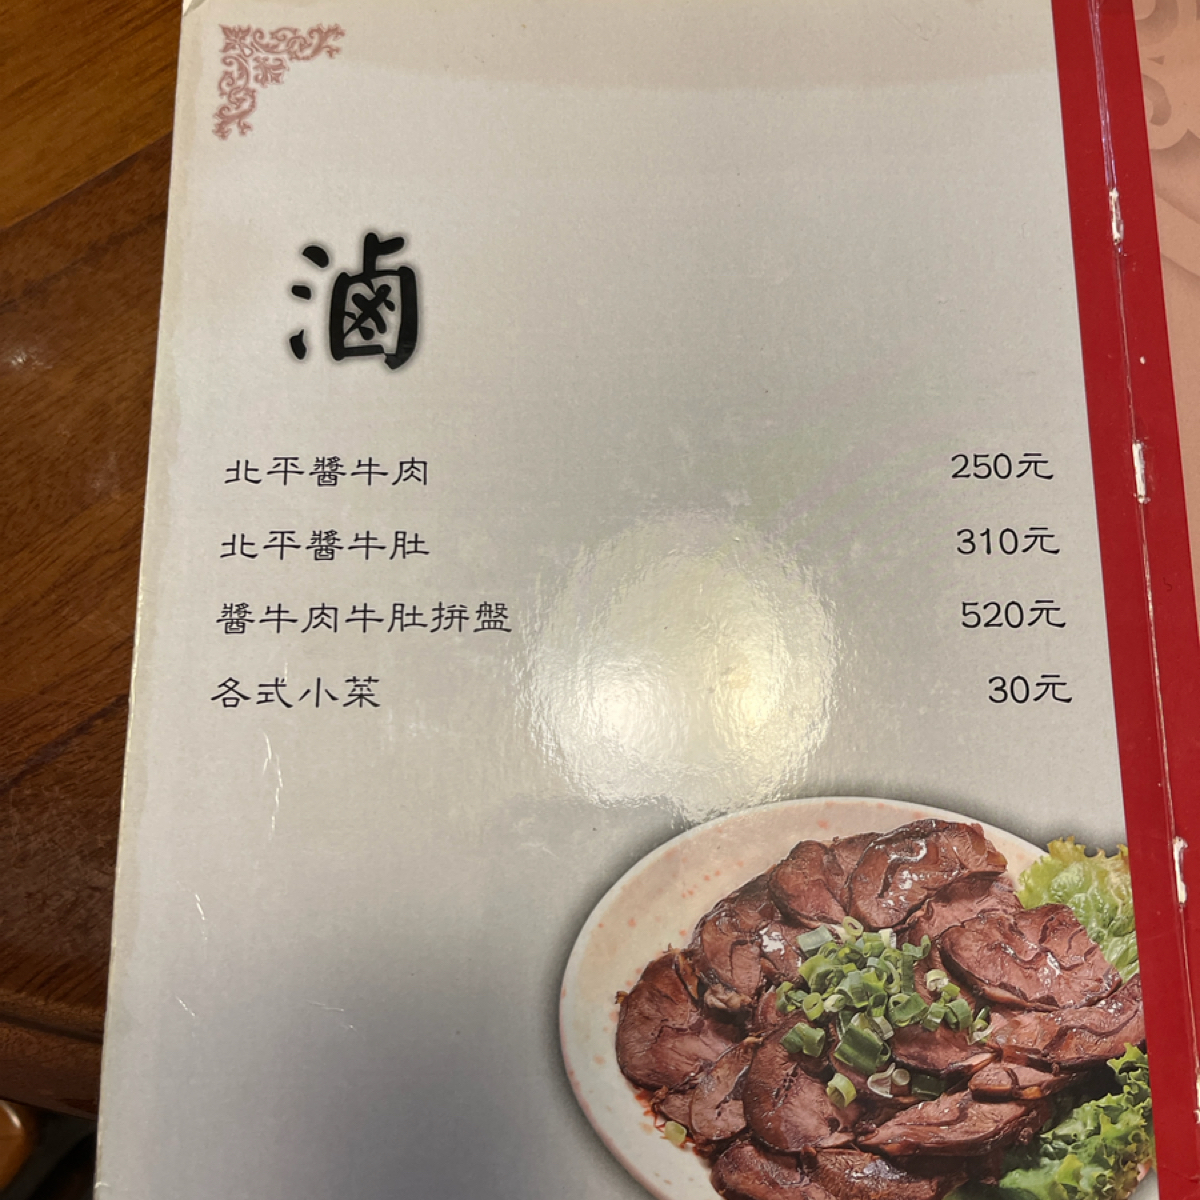 滷
北平醬牛肉 250元
北平醬牛肚 310元
醬牛肉牛肚拼盤 520元
各式小菜 30元